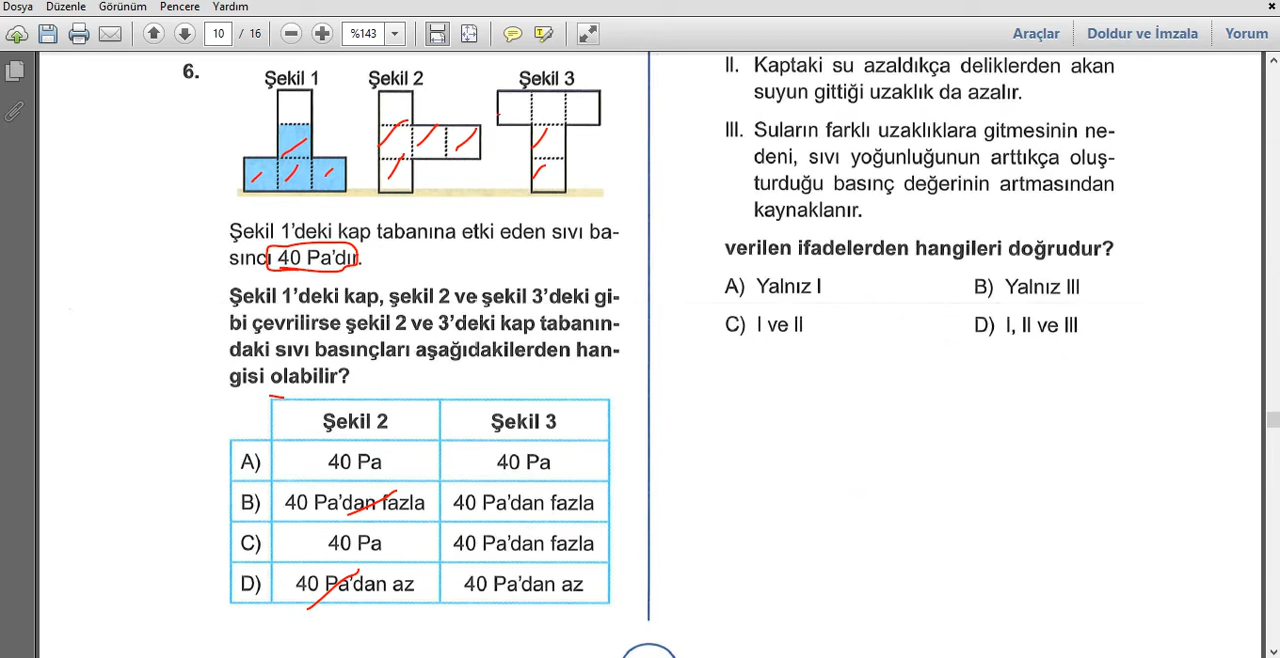 Dosya Düzenle Görünüm Pencere Yardım
10 / 16 %143 Araçlar Doldur ve İmzala Yorum
6. Şekil 1 Şekil 2 Şekil 3
Şekil 1’deki kap tabanına etki eden sıvı ba-
sıncı 40 Pa’dır.
Şekil 1’deki kap, şekil 2 ve şekil 3’deki gi-
bi çevrilirse şekil 2 ve 3’deki kap tabanın-
daki sıvı basınçları aşağıdakilerden han-
gisi olabilir?
Şekil 2 Şekil 3
A) 40 Pa 40 Pa
B) 40 Pa’dan fazla 40 Pa’dan fazla
C) 40 Pa 40 Pa’dan fazla
D) 40 Pa’dan az 40 Pa’dan az
II. Kaptaki su azaldıkça deliklerden akan
suyun gittiği uzaklık da azalır.
III. Suların farklı uzaklıklara gitmesinin ne-
deni, sıvı yoğunluğunun arttıkça oluş-
turduğu basınç değerinin artmasından
kaynaklanır.
verilen ifadelerden hangileri doğrudur?
A) Yalnız I B) Yalnız III
C) I ve II D) I, II ve III